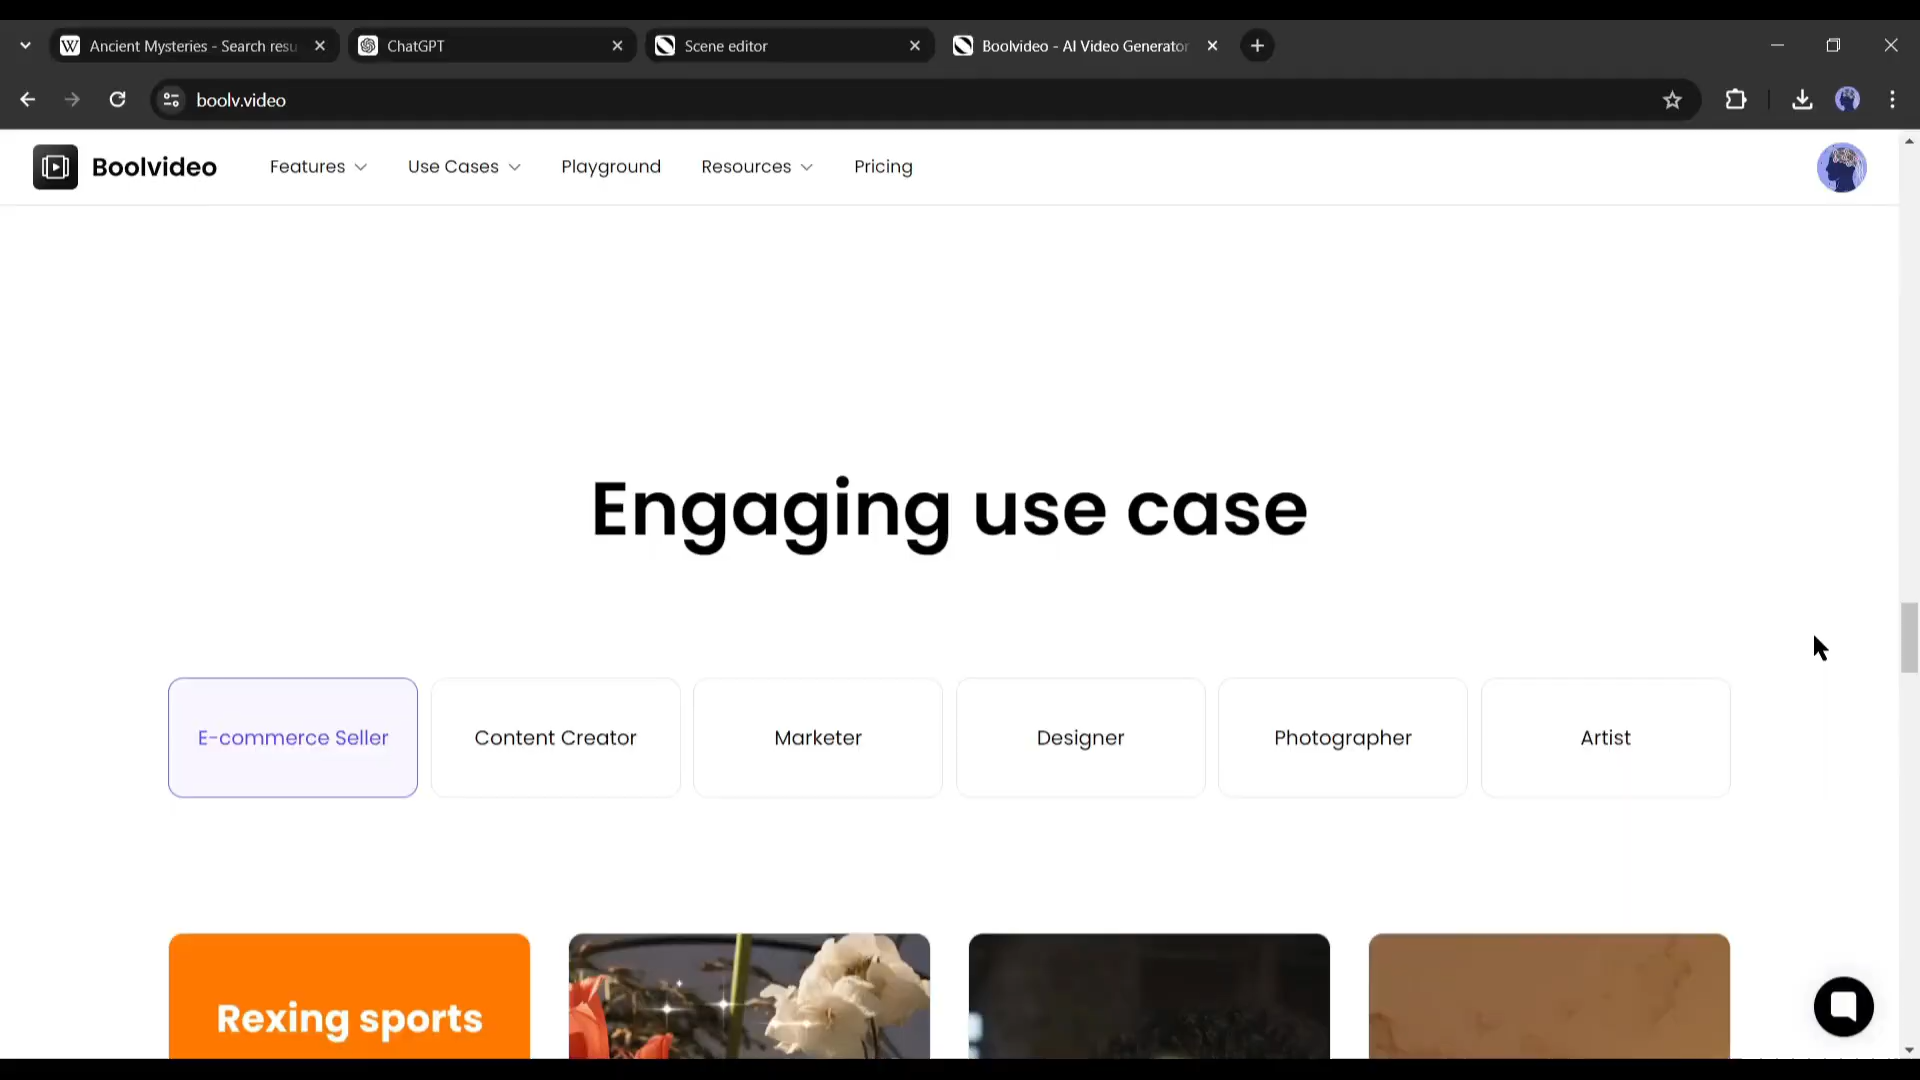 Ancient Mysteries - Search resu
ChatGPT
Scene editor
Boolvideo - AI Video Generator
boolv.video
Boolvideo
Features
Use Cases
Playground
Resources
Pricing
Engaging use case
E-commerce Seller
Content Creator
Marketer
Designer
Photographer
Artist
Rexing sports